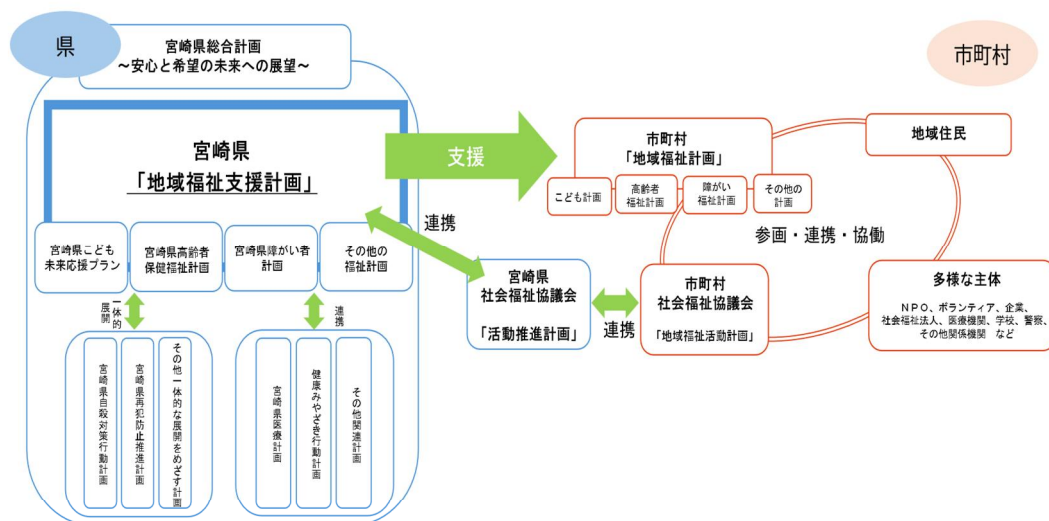 県
宮崎県総合計画
～安心と希望の未来への展望～
市町村
宮崎県
「地域福祉支援計画」
支援
市町村
「地域福祉計画」
地域住民
こども計画
高齢者
福祉計画
障がい
福祉計画
その他の
計画
連携
参画・連携・協働
宮崎県こども
未来応援プラン
宮崎県高齢者
保健福祉計画
宮崎県障がい者
計画
その他の
福祉計画
宮崎県
社会福祉協議会
「活動推進計画」
連携
市町村
社会福祉協議会
「地域福祉活動計画」
多様な主体
ＮＰＯ、ボランティア、企業、
社会福祉法人、医療機関、学校、警察、
その他関係機関　など
一体的
展開
連携
宮崎県自殺対策行動計画
宮崎県再犯防止推進計画
その他一体的な展開をめざす計画
宮崎県医療計画
健康みやざき行動計画
その他関連計画